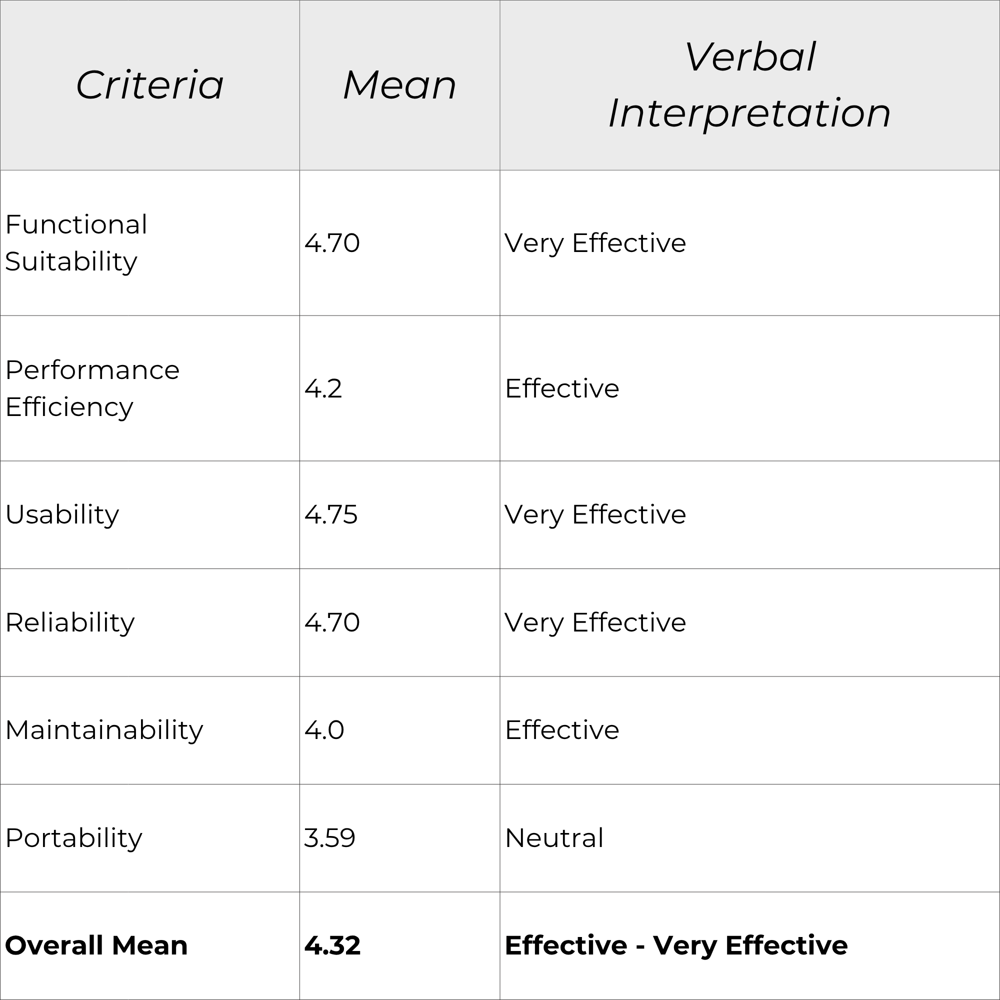 Criteria
Mean
Verbal
Interpretation
Functional
Suitability
4.70
Very Effective
Performance
Efficiency
4.2
Effective
Usability
4.75
Very Effective
Reliability
4.70
Very Effective
Maintainability
4.0
Effective
Portability
3.59
Neutral
Overall Mean
4.32
Effective - Very Effective